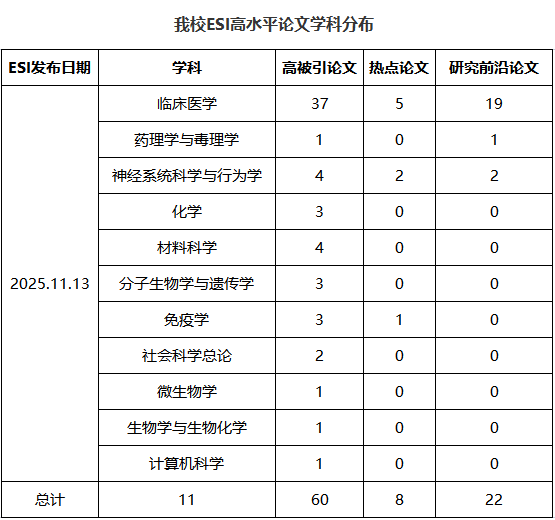 我校ESI高水平论文学科分布
ESI发布日期 学科 高被引论文 热点论文 研究前沿论文
临床医学 37 5 19
药理学与毒理学 1 0 1
神经系统科学与行为学 4 2 2
化学 3 0 0
材料科学 4 0 0
2025.11.13 分子生物学与遗传学 3 0 0
免疫学 3 1 0
社会科学总论 2 0 0
微生物学 1 0 0
生物学与生物化学 1 0 0
计算机科学 1 0 0
总计 11 60 8 22